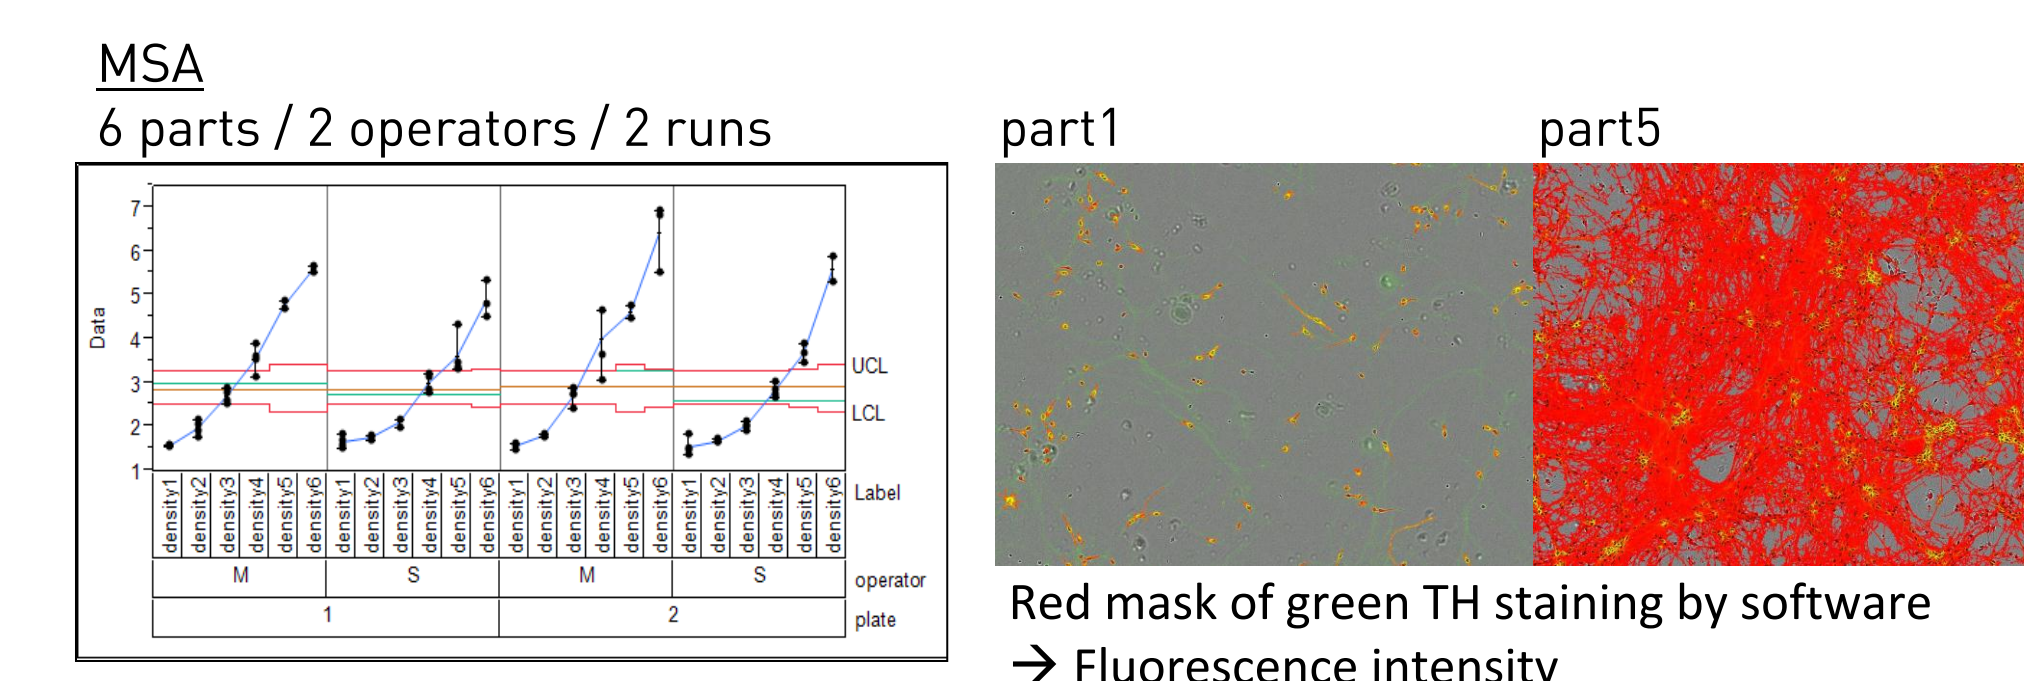 MSA
6 parts / 2 operators / 2 runs
part1
part5
Data
7
6
5
4
3
2
1
UCL
LCL
density1 density2 density3 density4 density5 density6 density1 density2 density3 density4 density5 density6 density1 density2 density3 density4 density5 density6 density1 density2 density3 density4 density5 density6 Label
M S M S operator
1 2 plate
Red mask of green TH staining by software
→ Fluorescence intensity